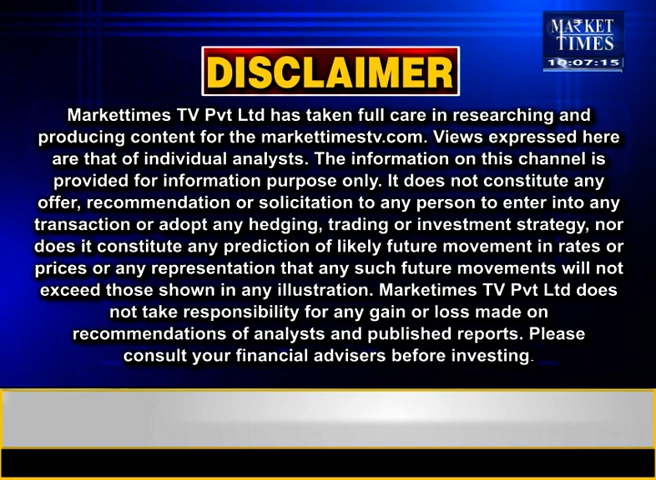 MARKET
TIMES
10:07:15
DISCLAIMER
Markettimes TV Pvt Ltd has taken full care in researching and
producing content for the markettimestv.com. Views expressed here
are that of individual analysts. The information on this channel is
provided for information purpose only. It does not constitute any
offer, recommendation or solicitation to any person to enter into any
transaction or adopt any hedging, trading or investment strategy, nor
does it constitute any prediction of likely future movement in rates or
prices or any representation that any such future movements will not
exceed those shown in any illustration. Marketimes TV Pvt Ltd does
not take responsibility for any gain or loss made on
recommendations of analysts and published reports. Please
consult your financial advisers before investing.